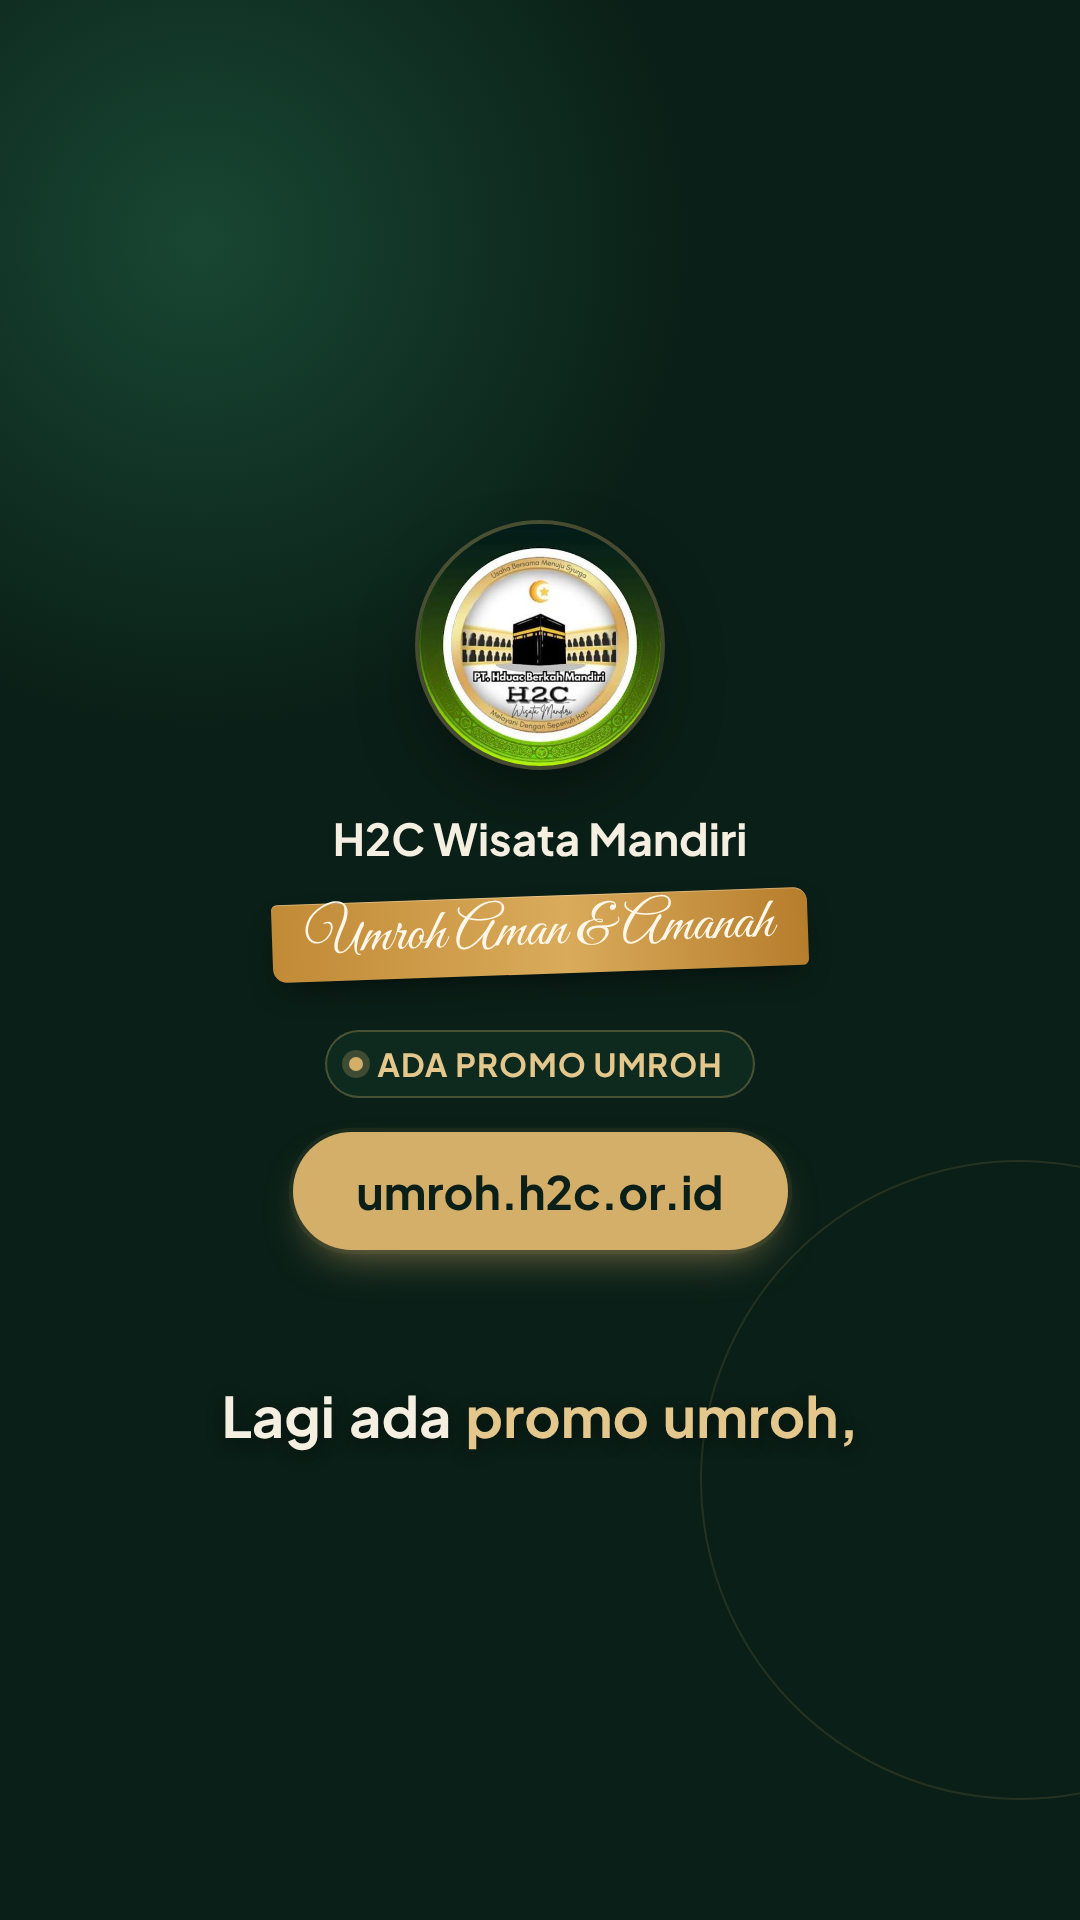 Usaha Bersama Menuju Syurga
PT. Hduac Berkah Mandiri
H2C
Wisata Mandiri
Melayani Dengan Sepenuh Hati
H2C Wisata Mandiri
Umroh Aman & Amanah
ADA PROMO UMROH
umroh.h2c.or.id
Lagi ada promo umroh,